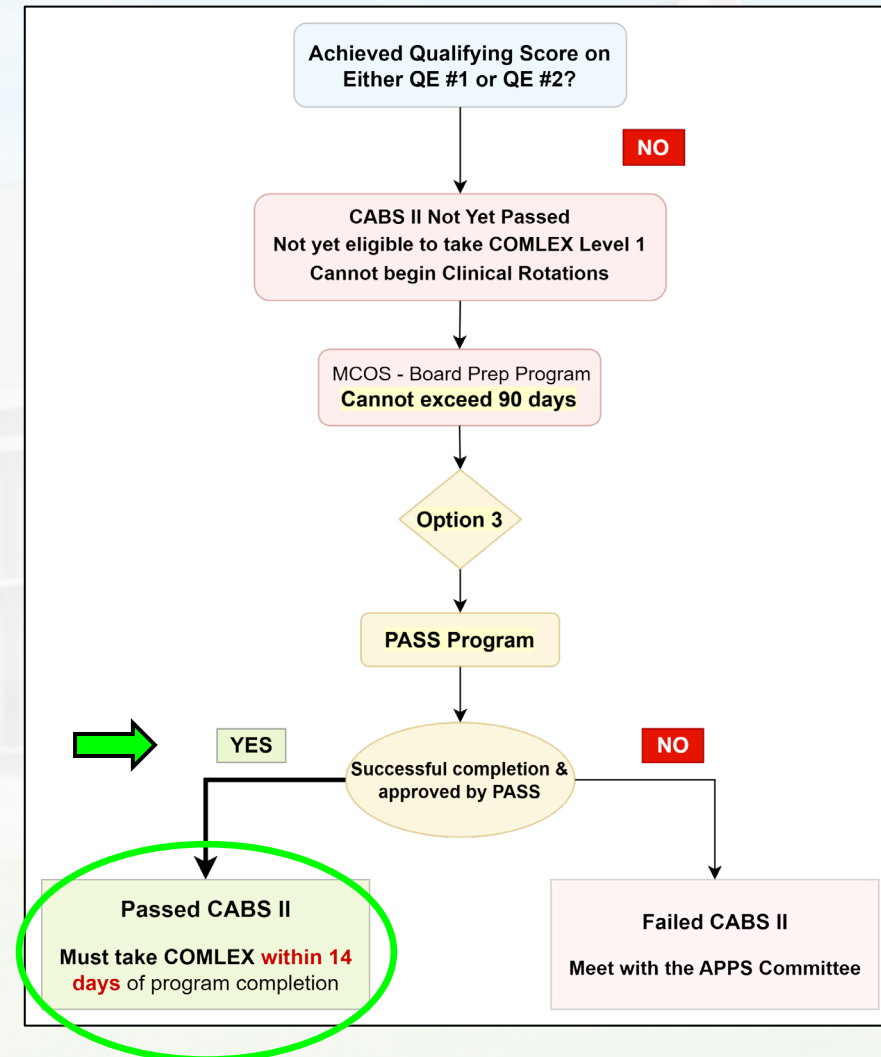 Achieved Qualifying Score on
Either QE #1 or QE #2?
NO
CABS II Not Yet Passed
Not yet eligible to take COMLEX Level 1
Cannot begin Clinical Rotations
MCOS - Board Prep Program
Cannot exceed 90 days
Option 3
PASS Program
YES
NO
Successful completion &
approved by PASS
Passed CABS II
Must take COMLEX within 14
days of program completion
Failed CABS II
Meet with the APPS Committee